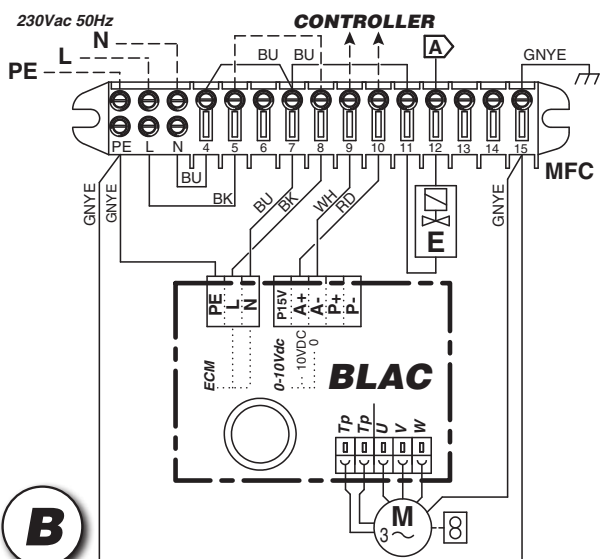 230Vac 50Hz
CONTROLLER
N
L
PE
BU
BU
A
GNYE
PE L N 4 5 6 7 8 9 10 11 12 13 14 15
MFC
BU
BK
GNYE
GNYE
BU
BK
WH
RD
GNYE
E
PE
L
N
P15V
A+
A-
P+
P-
ECM
0-10Vdc
10VDC
0
BLAC
Tp
Tp
U
V
W
M
3~
B